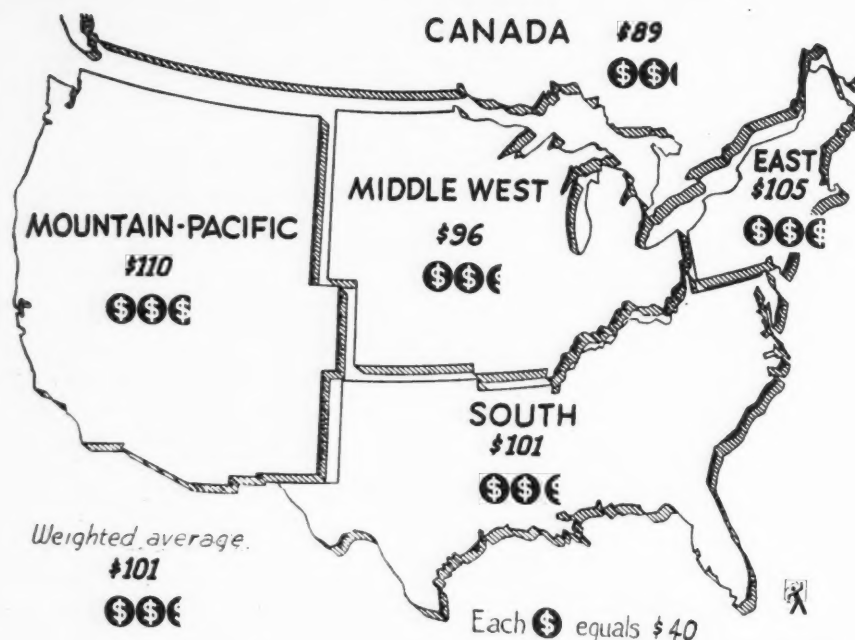 CANADA $89
EAST
$105
MIDDLE WEST
$96
MOUNTAIN-PACIFIC
$110
SOUTH
$101
Weighted average
$101
Each $ equals $40